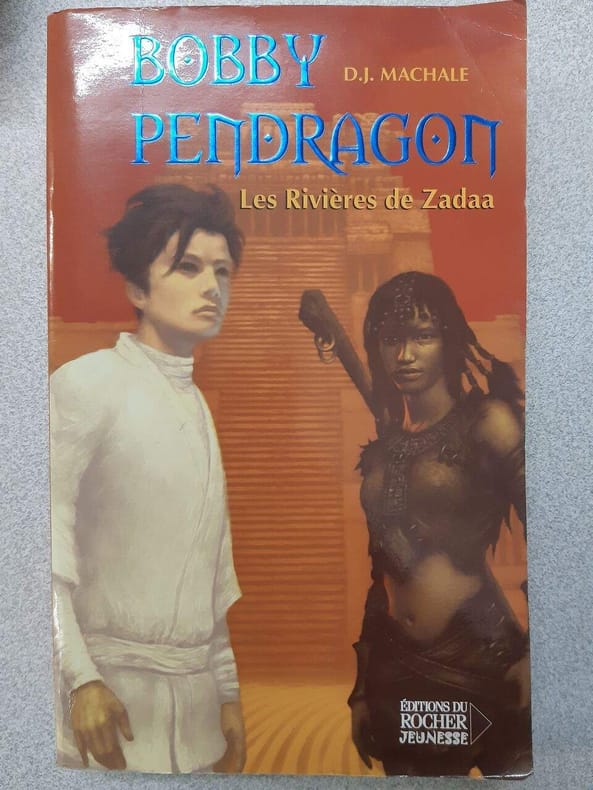 BOBBY
D.J. MACHALE
PENDRAGON
Les Rivières de Zadaa
ÉDITIONS DU
ROCHER
JEUNESSE